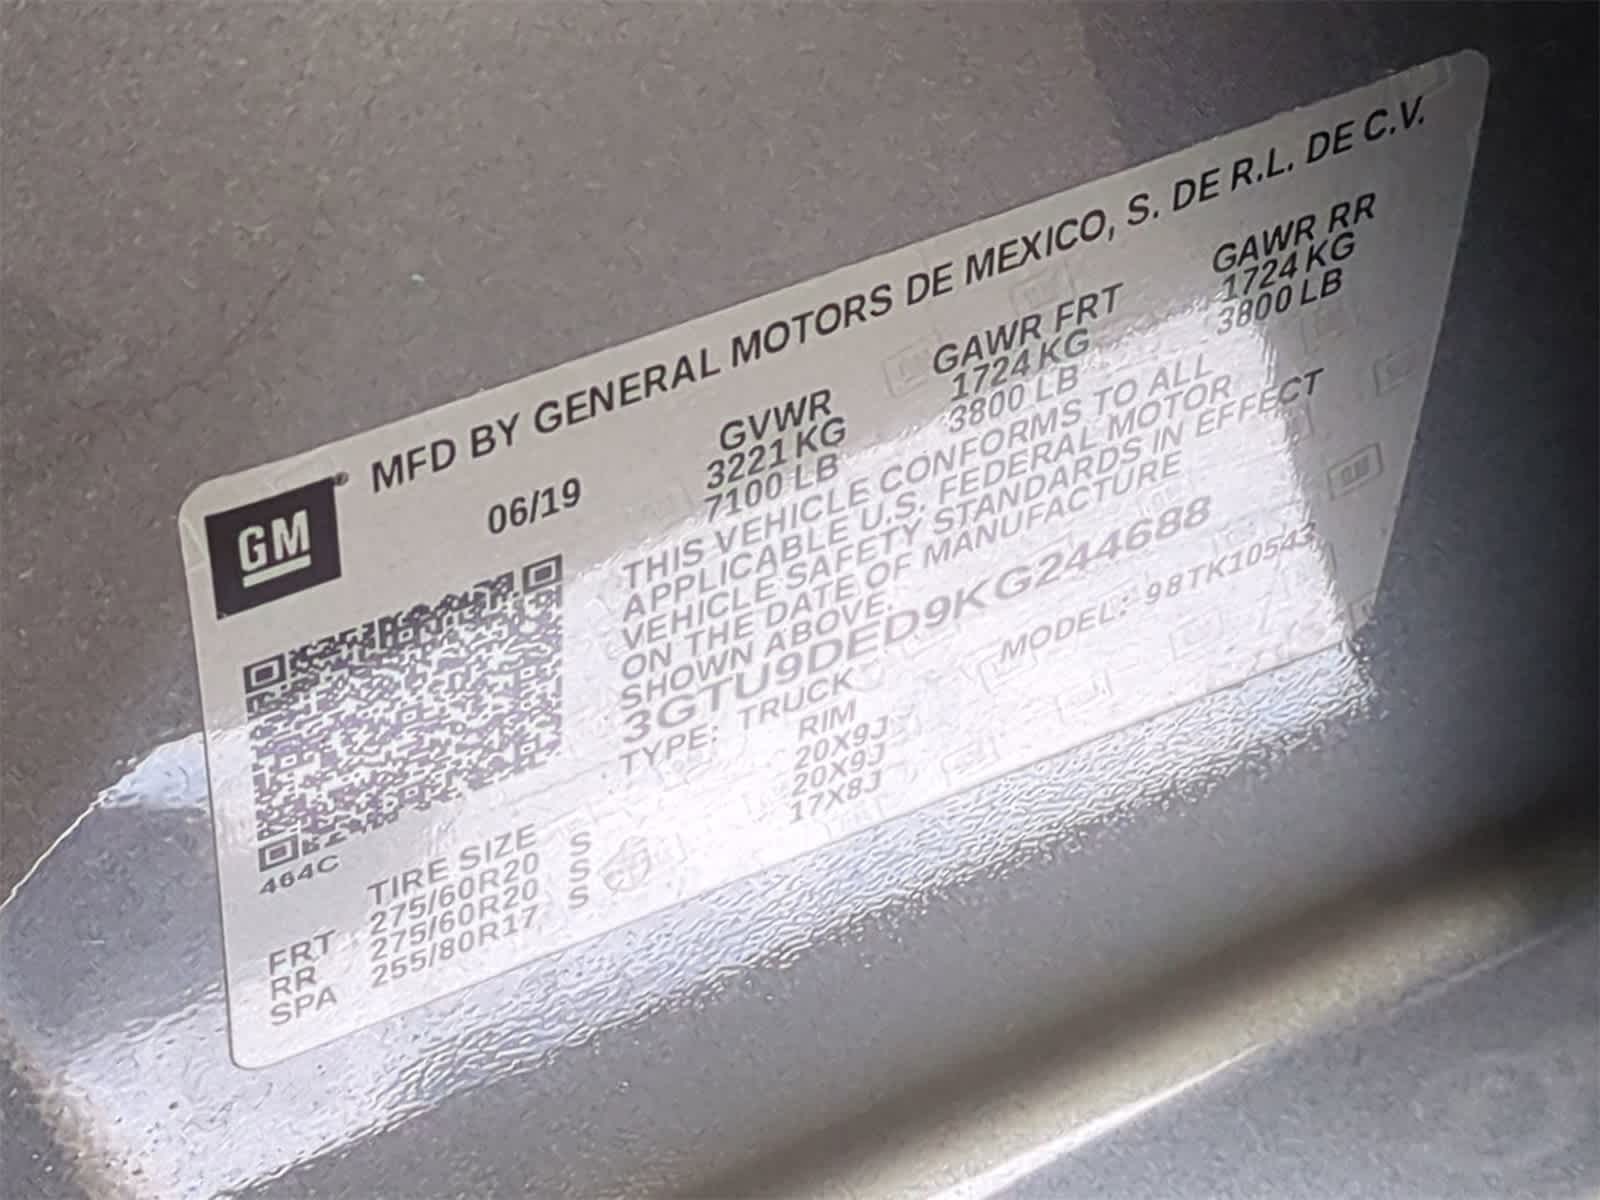 GM® MFD BY GENERAL MOTORS DE MEXICO, S. DE R.L. DE C.V.
06/19 GVWR GAWR FRT GAWR RR
3221 KG 1724 KG 1724 KG
7100 LB 3800 LB 3800 LB
THIS VEHICLE CONFORMS TO ALL
APPLICABLE U.S. FEDERAL MOTOR
VEHICLE SAFETY STANDARDS IN EFFECT
ON THE DATE OF MANUFACTURE
SHOWN ABOVE.
3GTU9DED9KG244688
TYPE: TRUCK MODEL: 98TK10543
464C
TIRE SIZE RIM
FRT 275/60R20 S 20X9J
RR 275/60R20 S 20X9J
SPA 255/80R17 S 17X8J